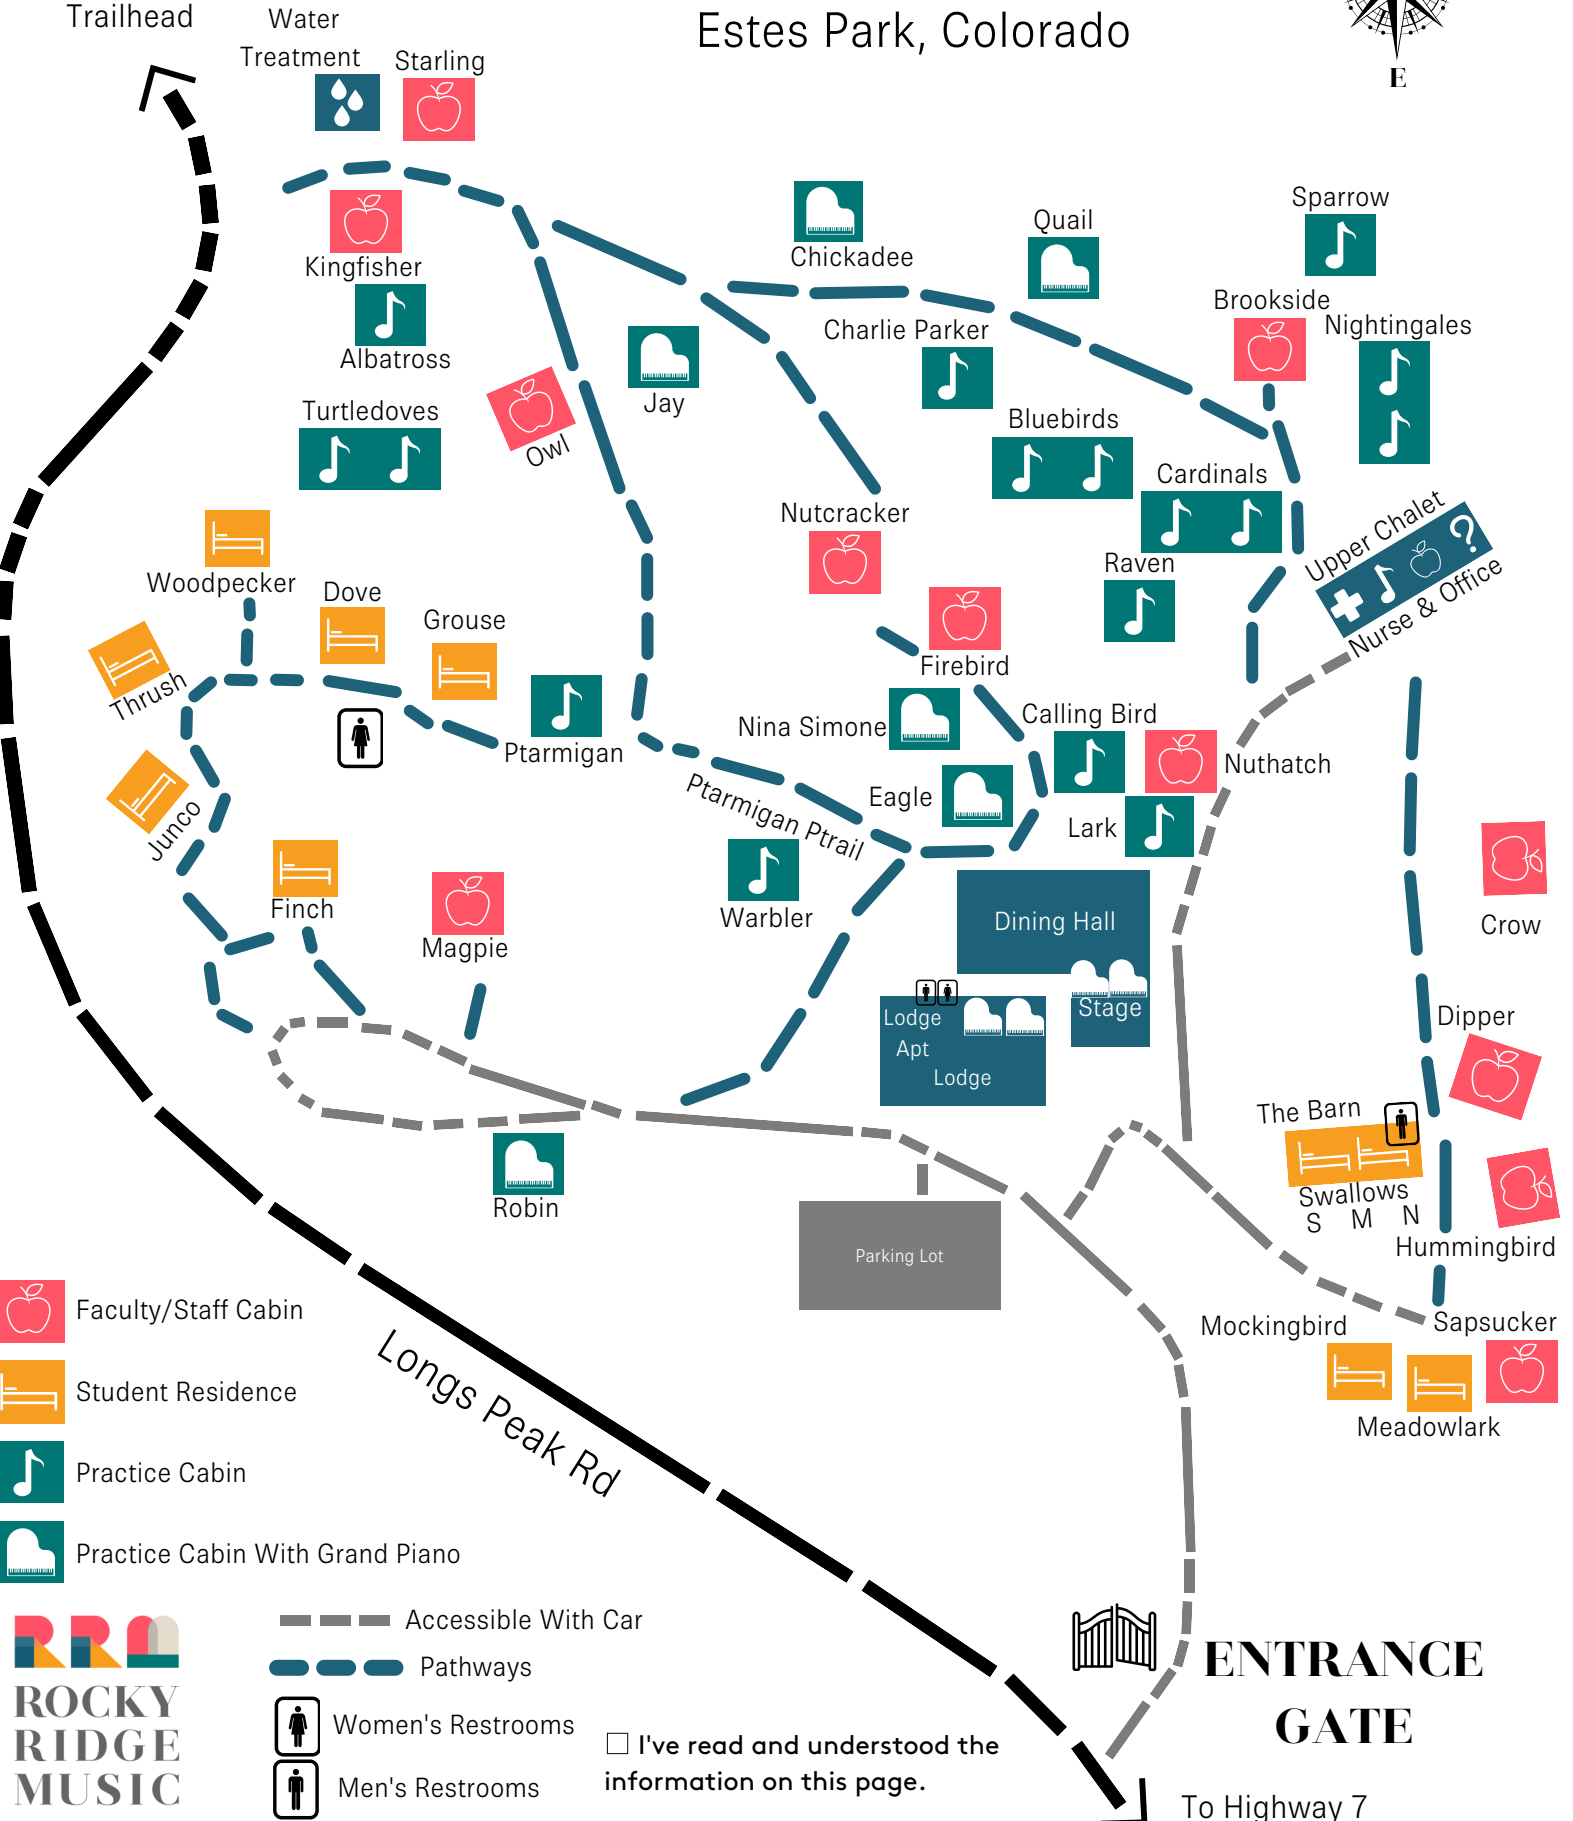 Trailhead
Water
Treatment
Starling
Estes Park, Colorado
E
Kingfisher
Albatross
Turtledoves
Owl
Jay
Chickadee
Quail
Charlie Parker
Sparrow
Brookside
Nightingales
Bluebirds
Cardinals
Nutcracker
Raven
Upper Chalet
?
Nurse & Office
Woodpecker
Dove
Grouse
Thrush
Firebird
Ptarmigan
Nina Simone
Calling Bird
Nuthatch
Junco
Ptarmigan Ptrail
Eagle
Lark
Finch
Magpie
Warbler
Dining Hall
Crow
Stage
Lodge
Apt
Lodge
Dipper
The Barn
Swallows
S M N
Hummingbird
Robin
Parking Lot
Mockingbird
Sapsucker
Meadowlark
Longs Peak Rd
Faculty/Staff Cabin
Student Residence
Practice Cabin
Practice Cabin With Grand Piano
Accessible With Car
Pathways
Women's Restrooms
Men's Restrooms
RRM
ROCKY
RIDGE
MUSIC
☐ I've read and understood the
information on this page.
ENTRANCE
GATE
To Highway 7